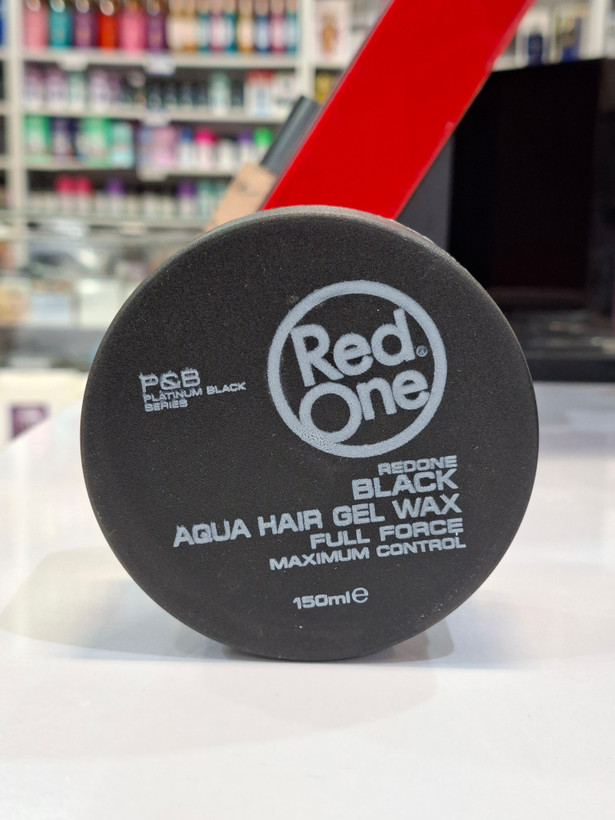 Red®
One
P&B
PLATINUM BLACK
SERIES
REDONE
BLACK
AQUA HAIR GEL WAX
FULL FORCE
MAXIMUM CONTROL
150ml e